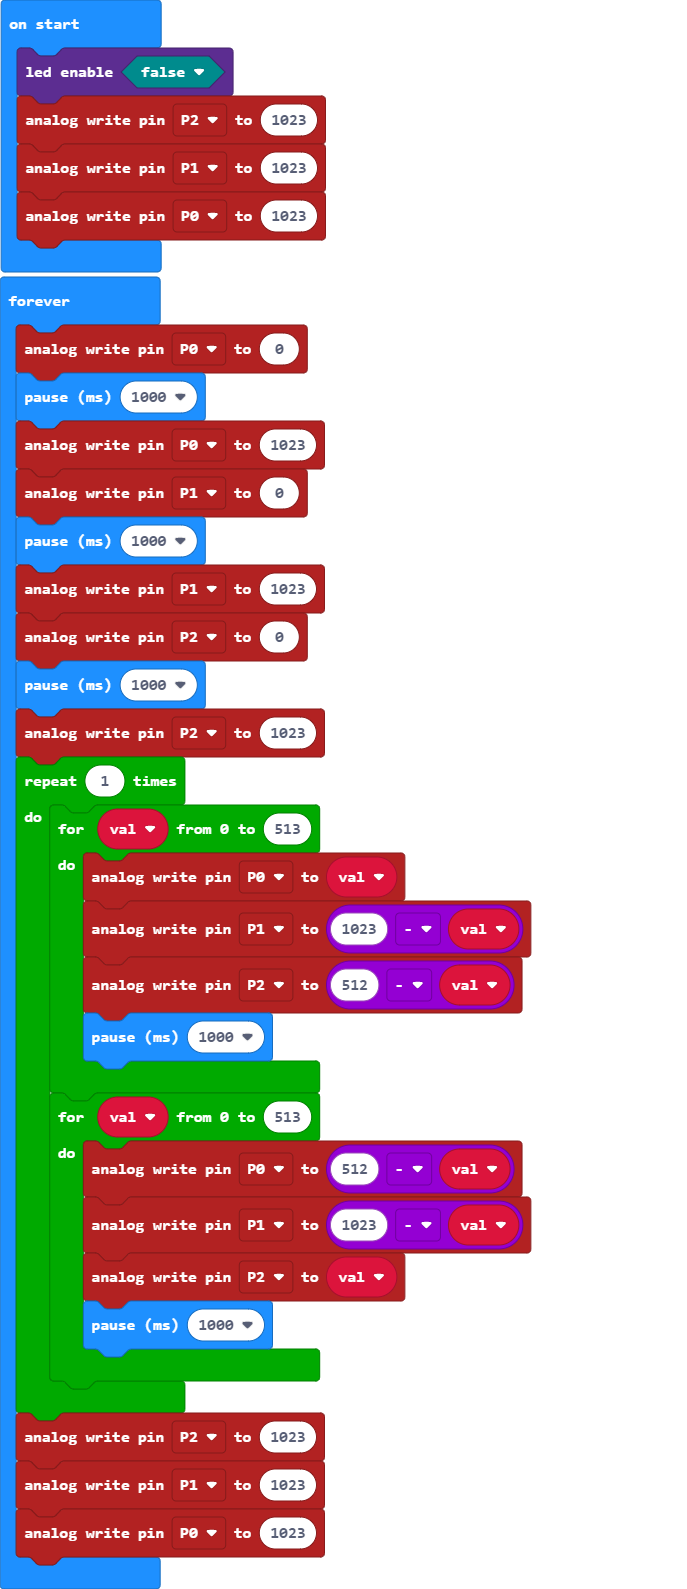 on start
led enable false
analog write pin P2 to 1023
analog write pin P1 to 1023
analog write pin P0 to 1023
forever
analog write pin P0 to 0
pause (ms) 1000
analog write pin P0 to 1023
analog write pin P1 to 0
pause (ms) 1000
analog write pin P1 to 1023
analog write pin P2 to 0
pause (ms) 1000
analog write pin P2 to 1023
repeat 1 times
do
for val from 0 to 513
do
analog write pin P0 to val
analog write pin P1 to 1023 - val
analog write pin P2 to 512 - val
pause (ms) 1000
for val from 0 to 513
do
analog write pin P0 to 512 - val
analog write pin P1 to 1023 - val
analog write pin P2 to val
pause (ms) 1000
analog write pin P2 to 1023
analog write pin P1 to 1023
analog write pin P0 to 1023